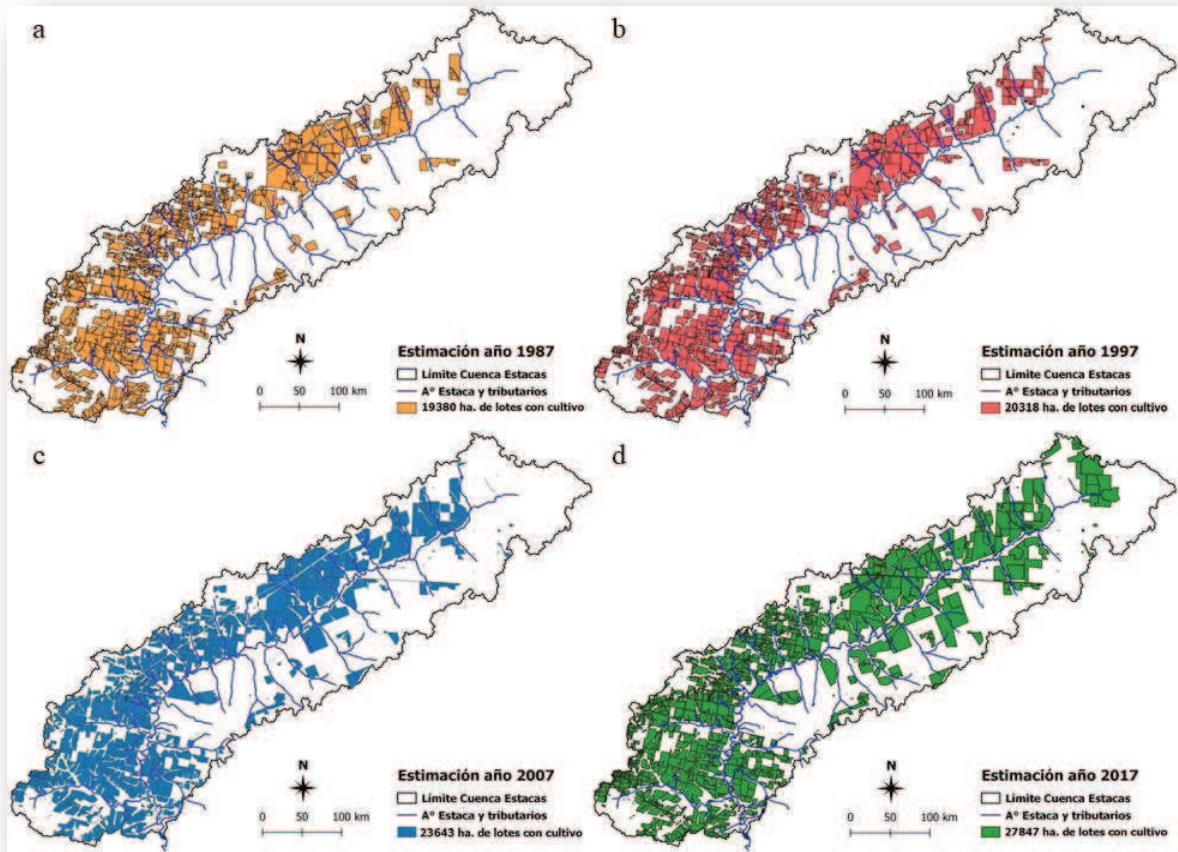 a
N
0 50 100 km
Estimación año 1987
Límite Cuenca Estacas
A° Estaca y tributarios
19380 ha. de lotes con cultivo
b
N
0 50 100 km
Estimación año 1997
Límite Cuenca Estacas
A° Estaca y tributarios
20318 ha. de lotes con cultivo
c
N
0 50 100 km
Estimación año 2007
Límite Cuenca Estacas
A° Estaca y tributarios
23643 ha. de lotes con cultivo
d
N
0 50 100 km
Estimación año 2017
Límite Cuenca Estacas
A° Estaca y tributarios
27847 ha. de lotes con cultivo